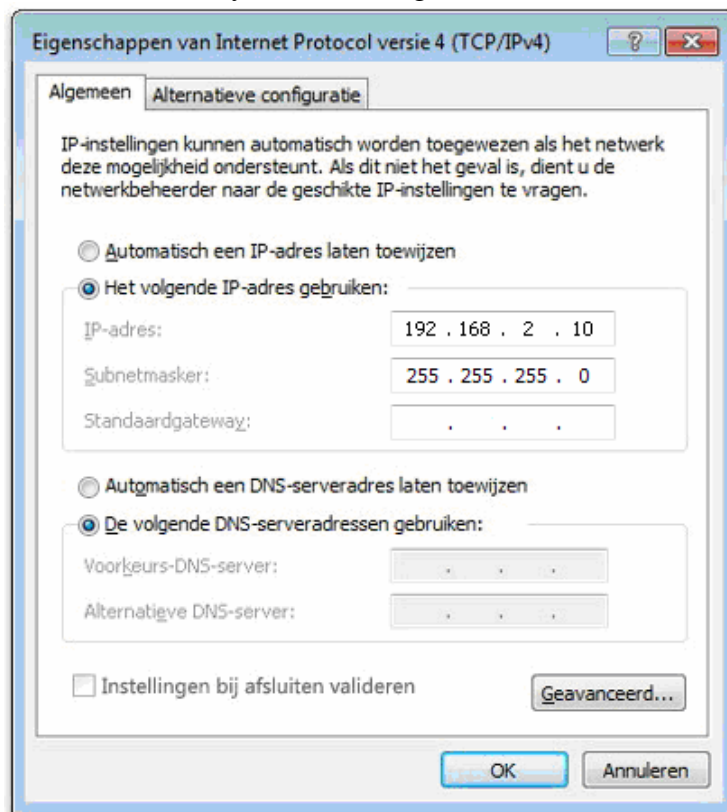 Eigenschappen van Internet Protocol versie 4 (TCP/IPv4)
Algemeen
Alternatieve configuratie
IP-instellingen kunnen automatisch worden toegewezen als het netwerk
deze mogelijkheid ondersteunt. Als dit niet het geval is, dient u de
netwerkbeheerder naar de geschikte IP-instellingen te vragen.
Automatisch een IP-adres laten toewijzen
Het volgende IP-adres gebruiken:
IP-adres: 192 . 168 . 2 . 10
Subnetmasker: 255 . 255 . 255 . 0
Standaardgateway: . . .
Automatisch een DNS-serveradres laten toewijzen
De volgende DNS-serveradressen gebruiken:
Voorkeurs-DNS-server: . . .
Alternatieve DNS-server: . . .
Instellingen bij afsluiten valideren
Geavanceerd...
OK Annuleren